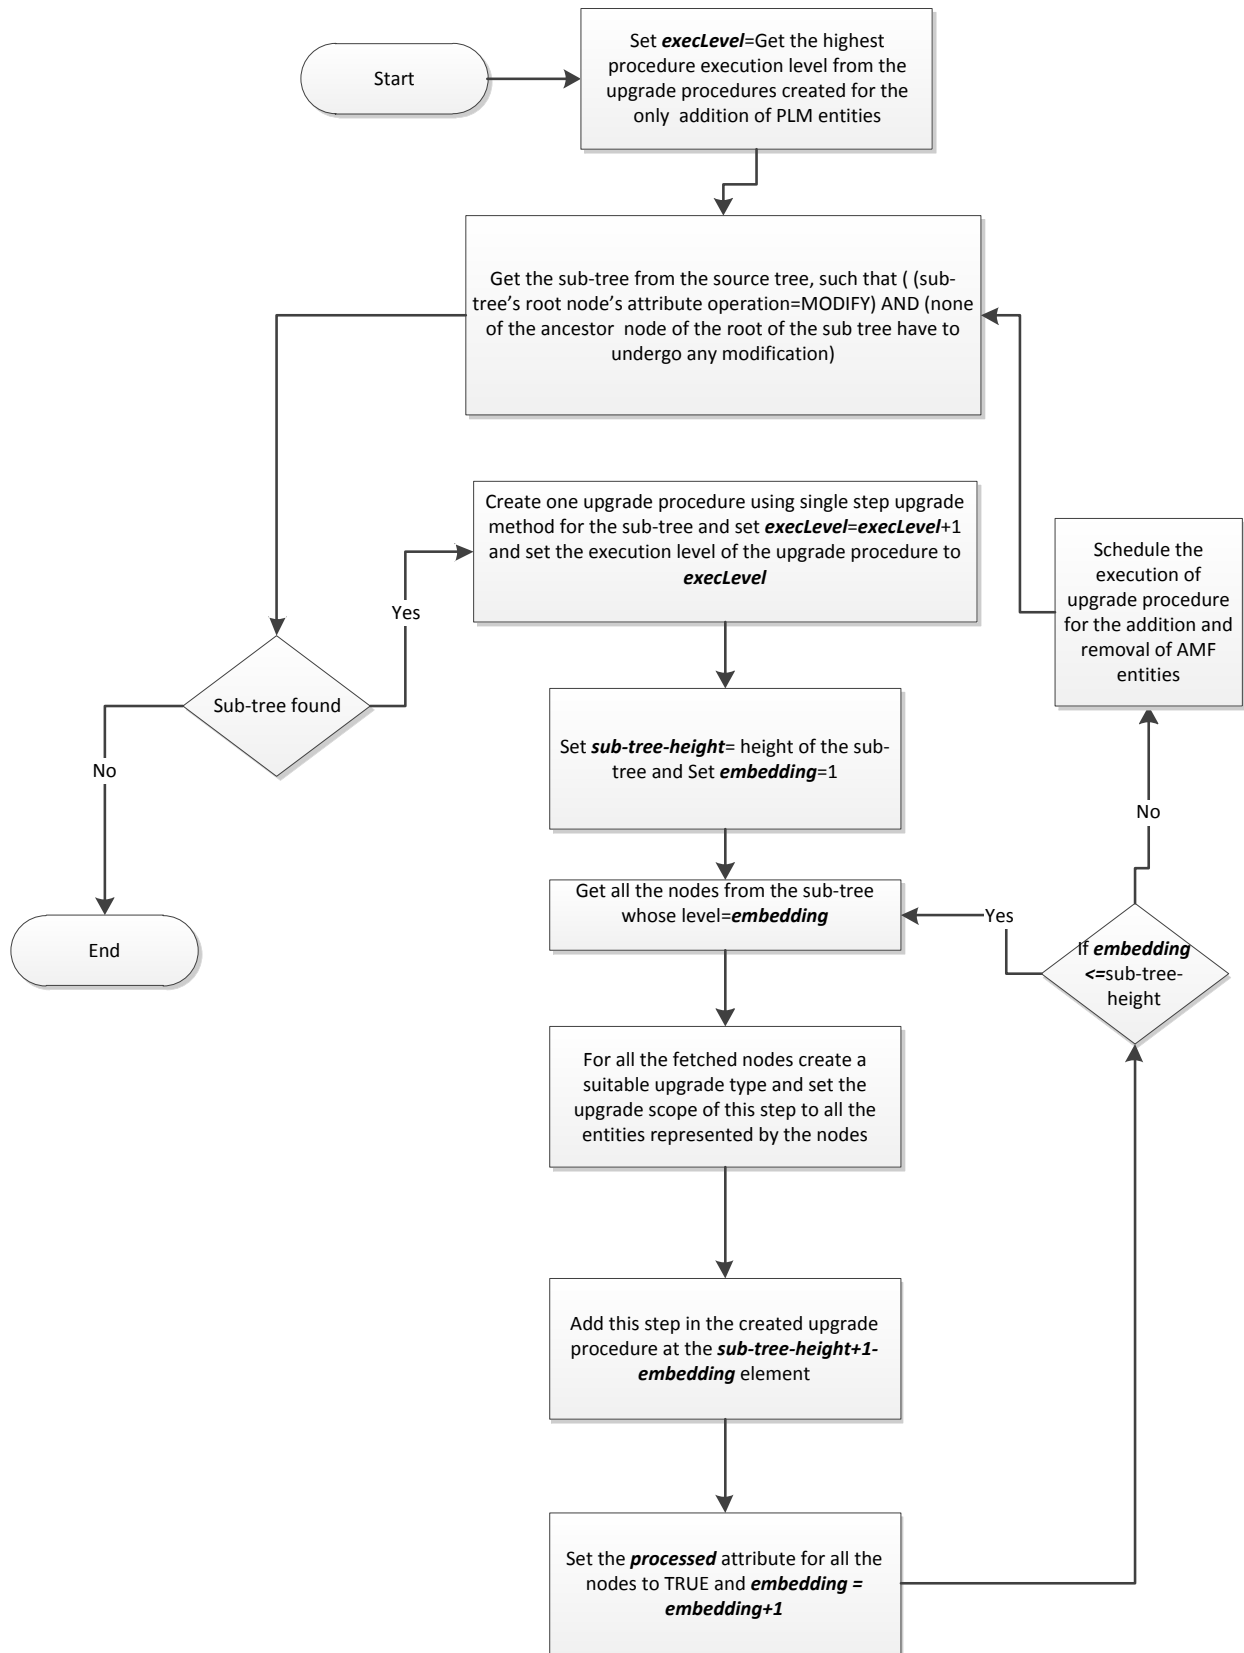 Start
Set execLevel=Get the highest
procedure execution level from the
upgrade procedures created for the
only addition of PLM entities
Get the sub-tree from the source tree, such that ( (sub-
tree’s root node’s attribute operation=MODIFY) AND (none
of the ancestor node of the root of the sub tree have to
undergo any modification)
Sub-tree found
Yes
No
End
Create one upgrade procedure using single step upgrade
method for the sub-tree and set execLevel=execLevel+1
and set the execution level of the upgrade procedure to
execLevel
Set sub-tree-height= height of the sub-
tree and Set embedding=1
Get all the nodes from the sub-tree
whose level=embedding
For all the fetched nodes create a
suitable upgrade type and set the
upgrade scope of this step to all the
entities represented by the nodes
Add this step in the created upgrade
procedure at the sub-tree-height+1-
embedding element
Set the processed attribute for all the
nodes to TRUE and embedding =
embedding+1
If embedding
<=sub-tree-
height
Yes
No
Schedule the
execution of
upgrade procedure
for the addition and
removal of AMF
entities